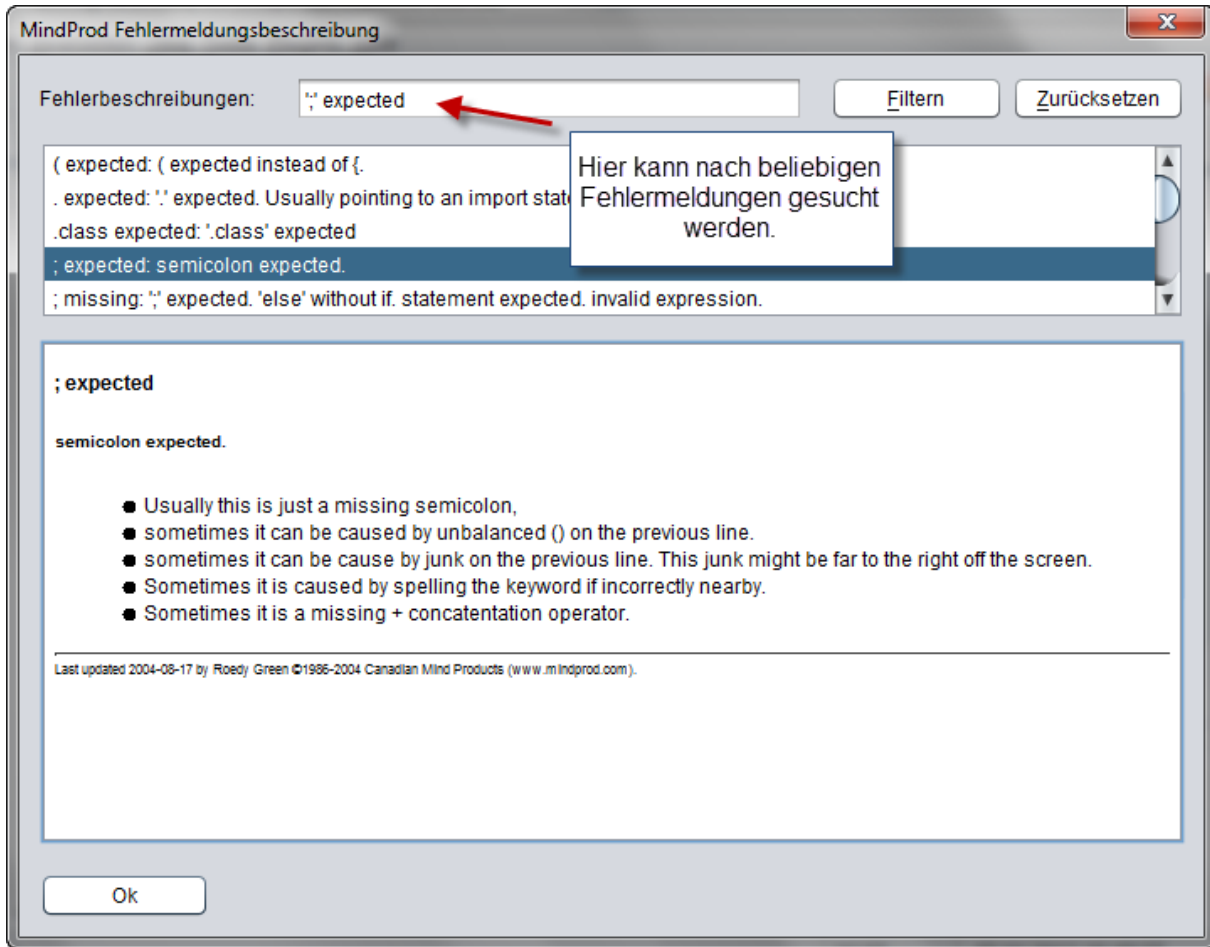 MindProd Fehlermeldungsbeschreibung
Fehlerbeschreibungen: ';' expected Filtern Zurücksetzen
Hier kann nach beliebigen
Fehlermeldungen gesucht
werden.
( expected: ( expected instead of {.
. expected: '.' expected. Usually pointing to an import
.class expected: '.class' expected
; expected: semicolon expected.
; missing: ';' expected. 'else' without if. statement expected. invalid expression.
; expected
semicolon expected.
● Usually this is just a missing semicolon,
● sometimes it can be caused by unbalanced () on the previous line.
● sometimes it can be cause by junk on the previous line. This junk might be far to the right off the screen.
● Sometimes it is caused by spelling the keyword if incorrectly nearby.
● Sometimes it is a missing + concatentation operator.
Last updated 2004-08-17 by Roedy Green ©1986-2004 Canadian Mind Products (www.mindprod.com).
Ok